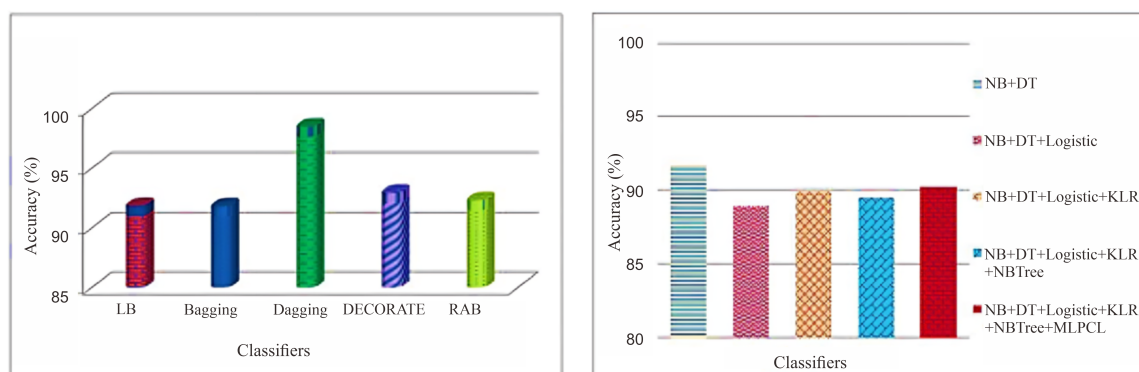 100
95
90
85
Accuracy (%)
LB Bagging Dagging DECORATE RAB
Classifiers
100
95
90
85
80
Accuracy (%)
Classifiers
NB+DT
NB+DT+Logistic
NB+DT+Logistic+KLR
NB+DT+Logistic+KLR
+NBTree
NB+DT+Logistic+KLR
+NBTree+MLPCL